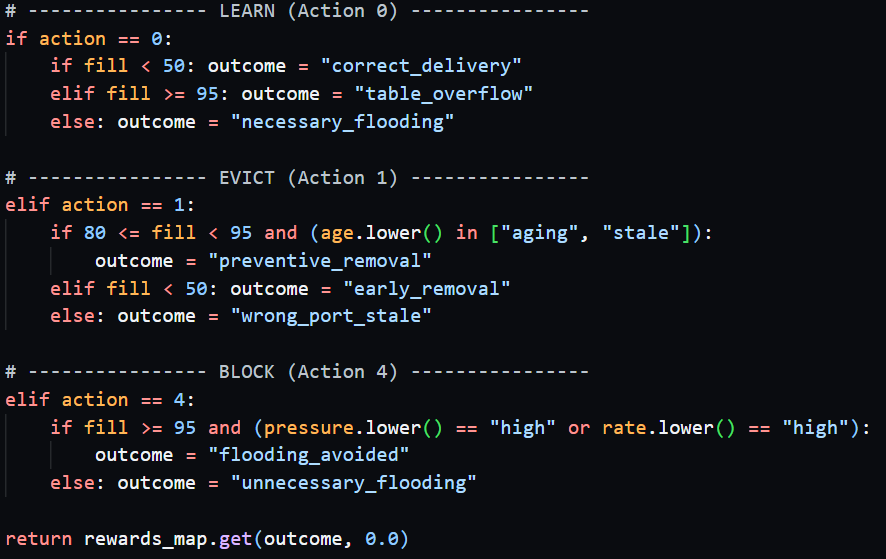 # ---------------- LEARN (Action 0) ----------------
if action == 0:
    if fill < 50: outcome = "correct_delivery"
    elif fill >= 95: outcome = "table_overflow"
    else: outcome = "necessary_flooding"

# ---------------- EVICT (Action 1) ----------------
elif action == 1:
    if 80 <= fill < 95 and (age.lower() in ["aging", "stale"]):
        outcome = "preventive_removal"
    elif fill < 50: outcome = "early_removal"
    else: outcome = "wrong_port_stale"

# ---------------- BLOCK (Action 4) ----------------
elif action == 4:
    if fill >= 95 and (pressure.lower() == "high" or rate.lower() == "high"):
        outcome = "flooding_avoided"
    else: outcome = "unnecessary_flooding"

return rewards_map.get(outcome, 0.0)